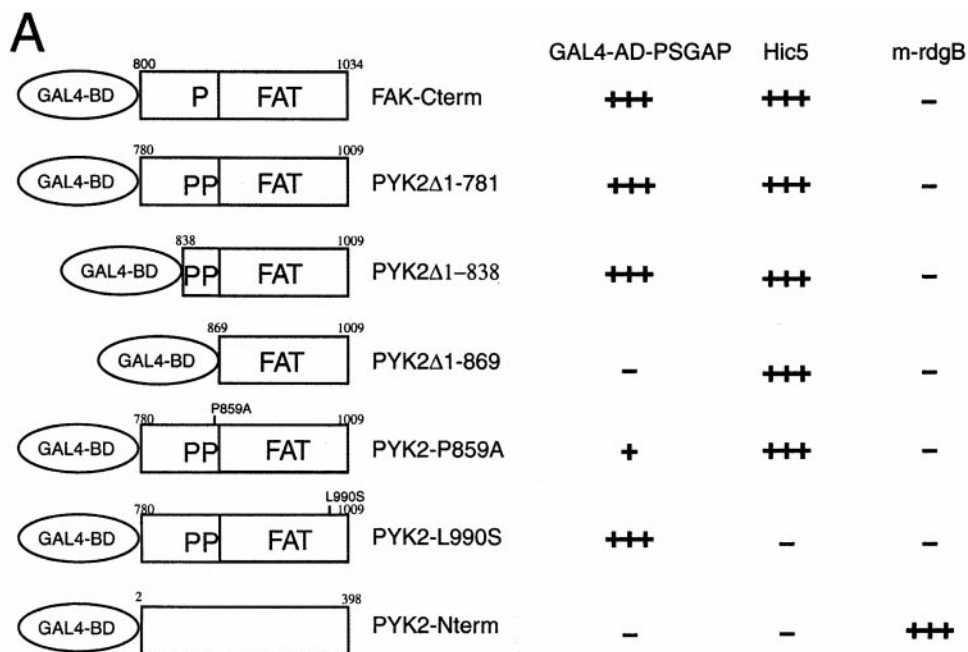 A
GAL4-AD-PSGAP Hic5 m-rdgB
800 1034
GAL4-BD P FAT FAK-Cterm +++ +++ −
780 1009
GAL4-BD PP FAT PYK2Δ1-781 +++ +++ −
838 1009
GAL4-BD PP FAT PYK2Δ1-838 +++ +++ −
869 1009
GAL4-BD FAT PYK2Δ1-869 − +++ −
P859A
780 1009
GAL4-BD PP FAT PYK2-P859A + +++ −
L990S
780 1009
GAL4-BD PP FAT PYK2-L990S +++ − −
2 398
GAL4-BD PYK2-Nterm − − +++